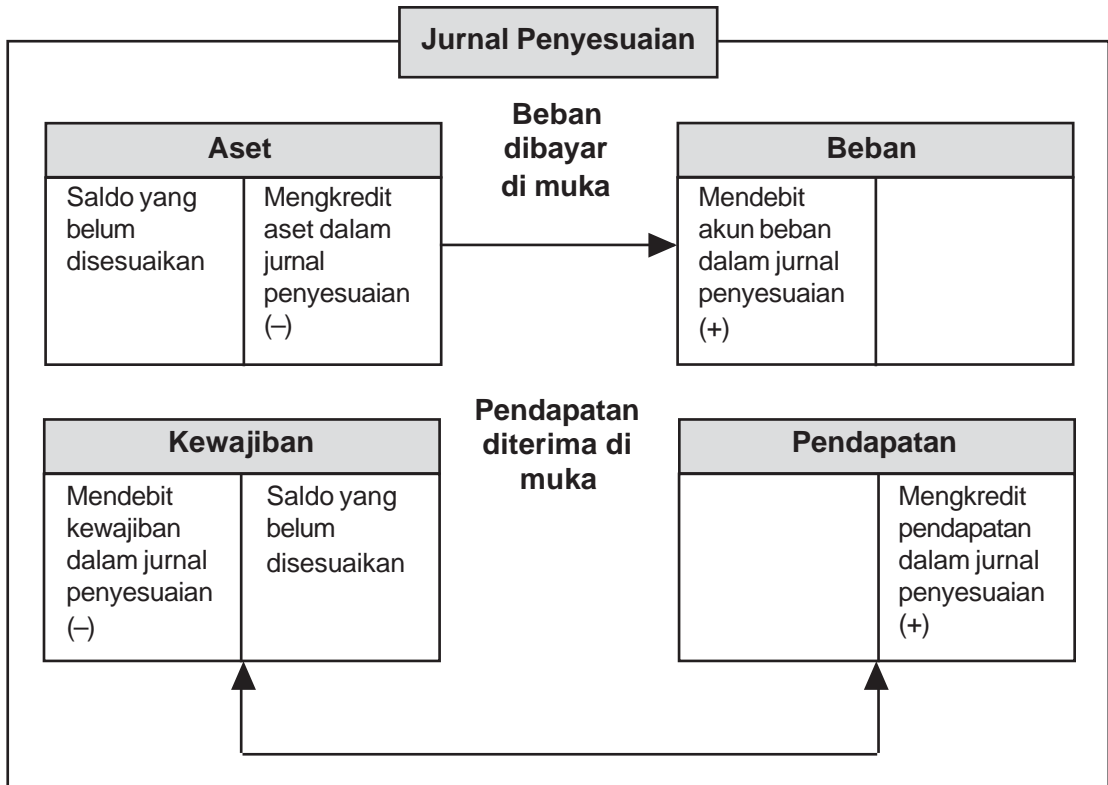 Jurnal Penyesuaian
Beban
dibayar
di muka
Aset
Saldo yang
belum
disesuaikan
Mengkredit
aset dalam
jurnal
penyesuaian
(–)
Beban
Mendebit
akun beban
dalam jurnal
penyesuaian
(+)
Pendapatan
diterima di
muka
Kewajiban
Mendebit
kewajiban
dalam jurnal
penyesuaian
(–)
Saldo yang
belum
disesuaikan
Pendapatan
Mengkredit
pendapatan
dalam jurnal
penyesuaian
(+)